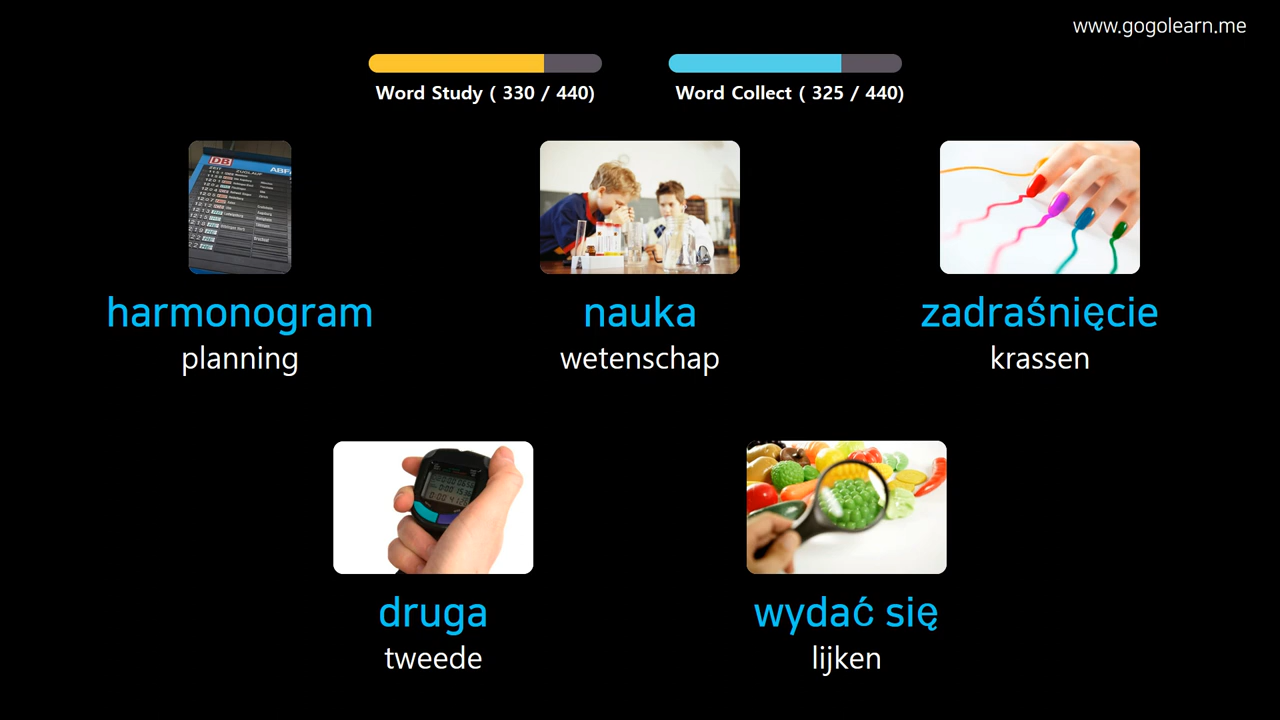 www.gogolearn.me
Word Study ( 330 / 440)
Word Collect ( 325 / 440)
DB
harmonogram
planning
nauka
wetenschap
zadraśnięcie
krassen
druga
tweede
wydać się
lijken